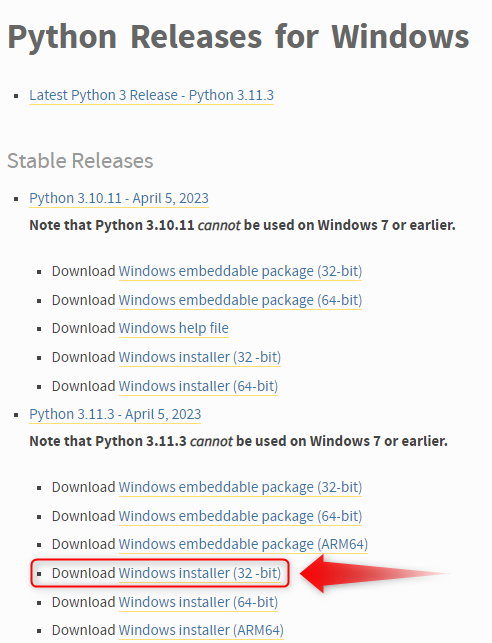 Python Releases for Windows
Latest Python 3 Release - Python 3.11.3
Stable Releases
Python 3.10.11 - April 5, 2023
Note that Python 3.10.11 cannot be used on Windows 7 or earlier.
Download Windows embeddable package (32-bit)
Download Windows embeddable package (64-bit)
Download Windows help file
Download Windows installer (32 -bit)
Download Windows installer (64-bit)
Python 3.11.3 - April 5, 2023
Note that Python 3.11.3 cannot be used on Windows 7 or earlier.
Download Windows embeddable package (32-bit)
Download Windows embeddable package (64-bit)
Download Windows embeddable package (ARM64)
Download Windows installer (32 -bit)
Download Windows installer (64-bit)
Download Windows installer (ARM64)